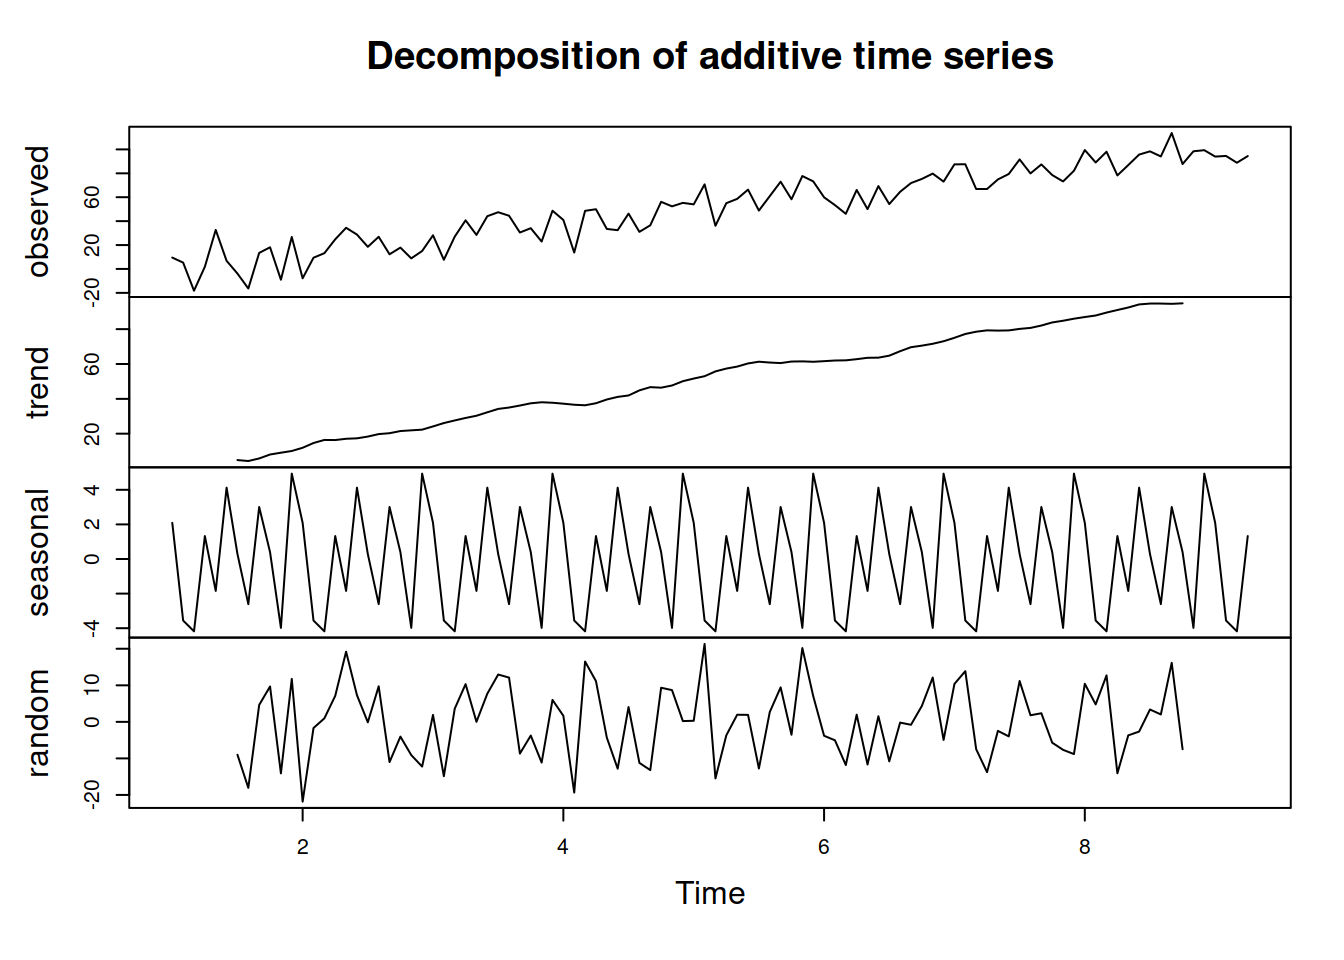 Decomposition of additive time series
observed
-20 20 60
trend
20 60
seasonal
-4 0 2 4
random
-20 0 10
2 4 6 8
Time